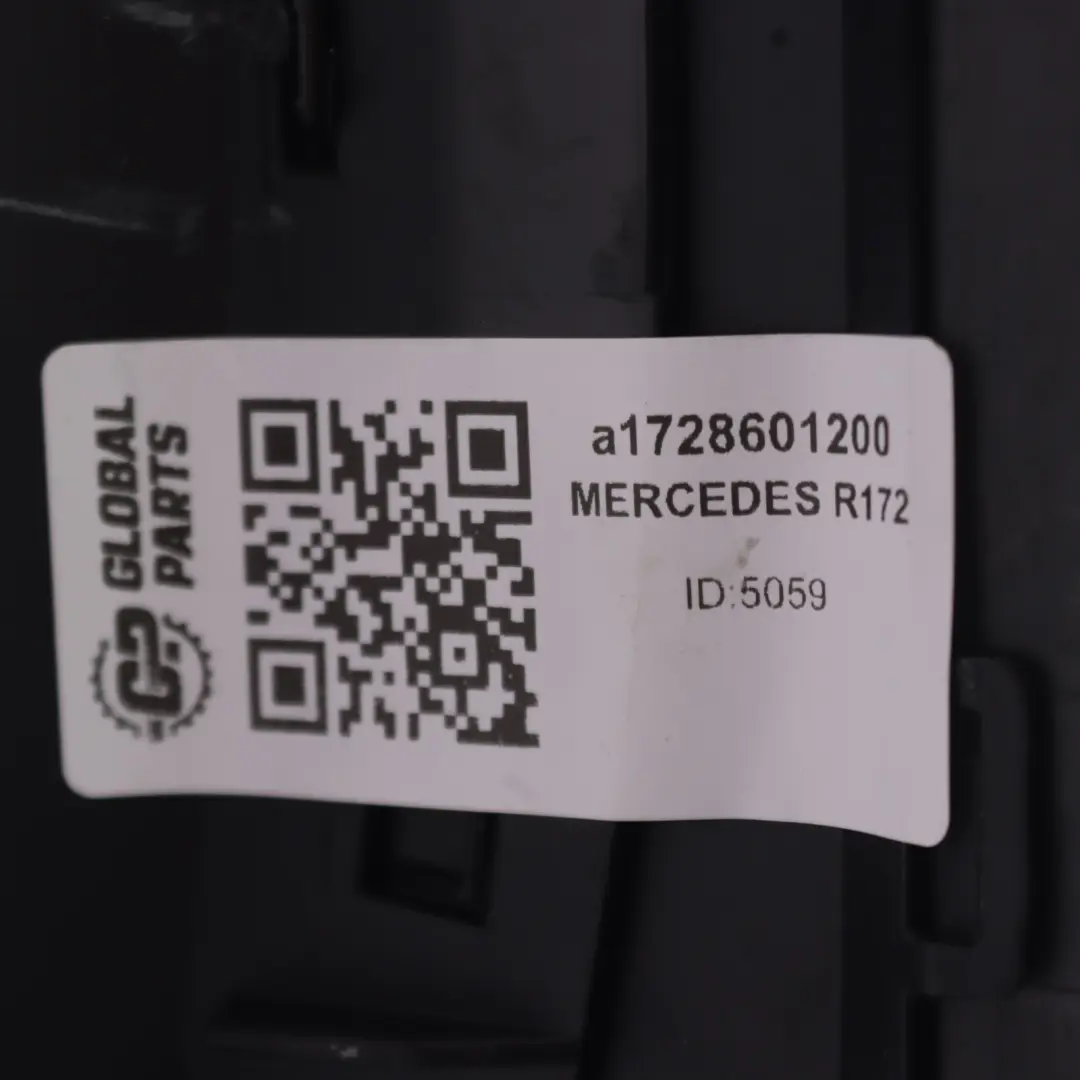 GLOBAL
PARTS
a1728601200
MERCEDES R172
ID:5059